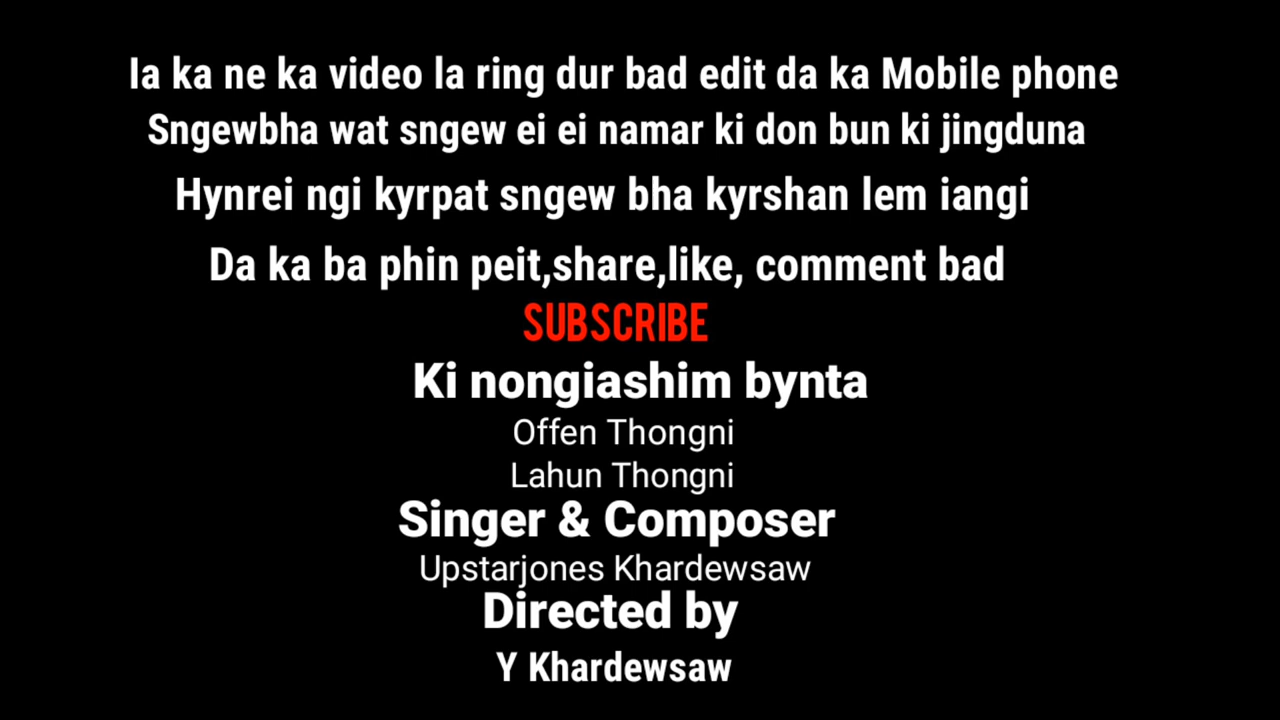 Ia ka ne ka video la ring dur bad edit da ka Mobile phone
Sngewbha wat sngew ei ei namar ki don bun ki jingduna
Hynrei ngi kyrpat sngew bha kyrshan lem iangi
Da ka ba phin peit,share,like, comment bad
SUBSCRIBE
Ki nongiashim bynta
Offen Thongni
Lahun Thongni
Singer & Composer
Upstarjones Khardewsaw
Directed by
Y Khardewsaw